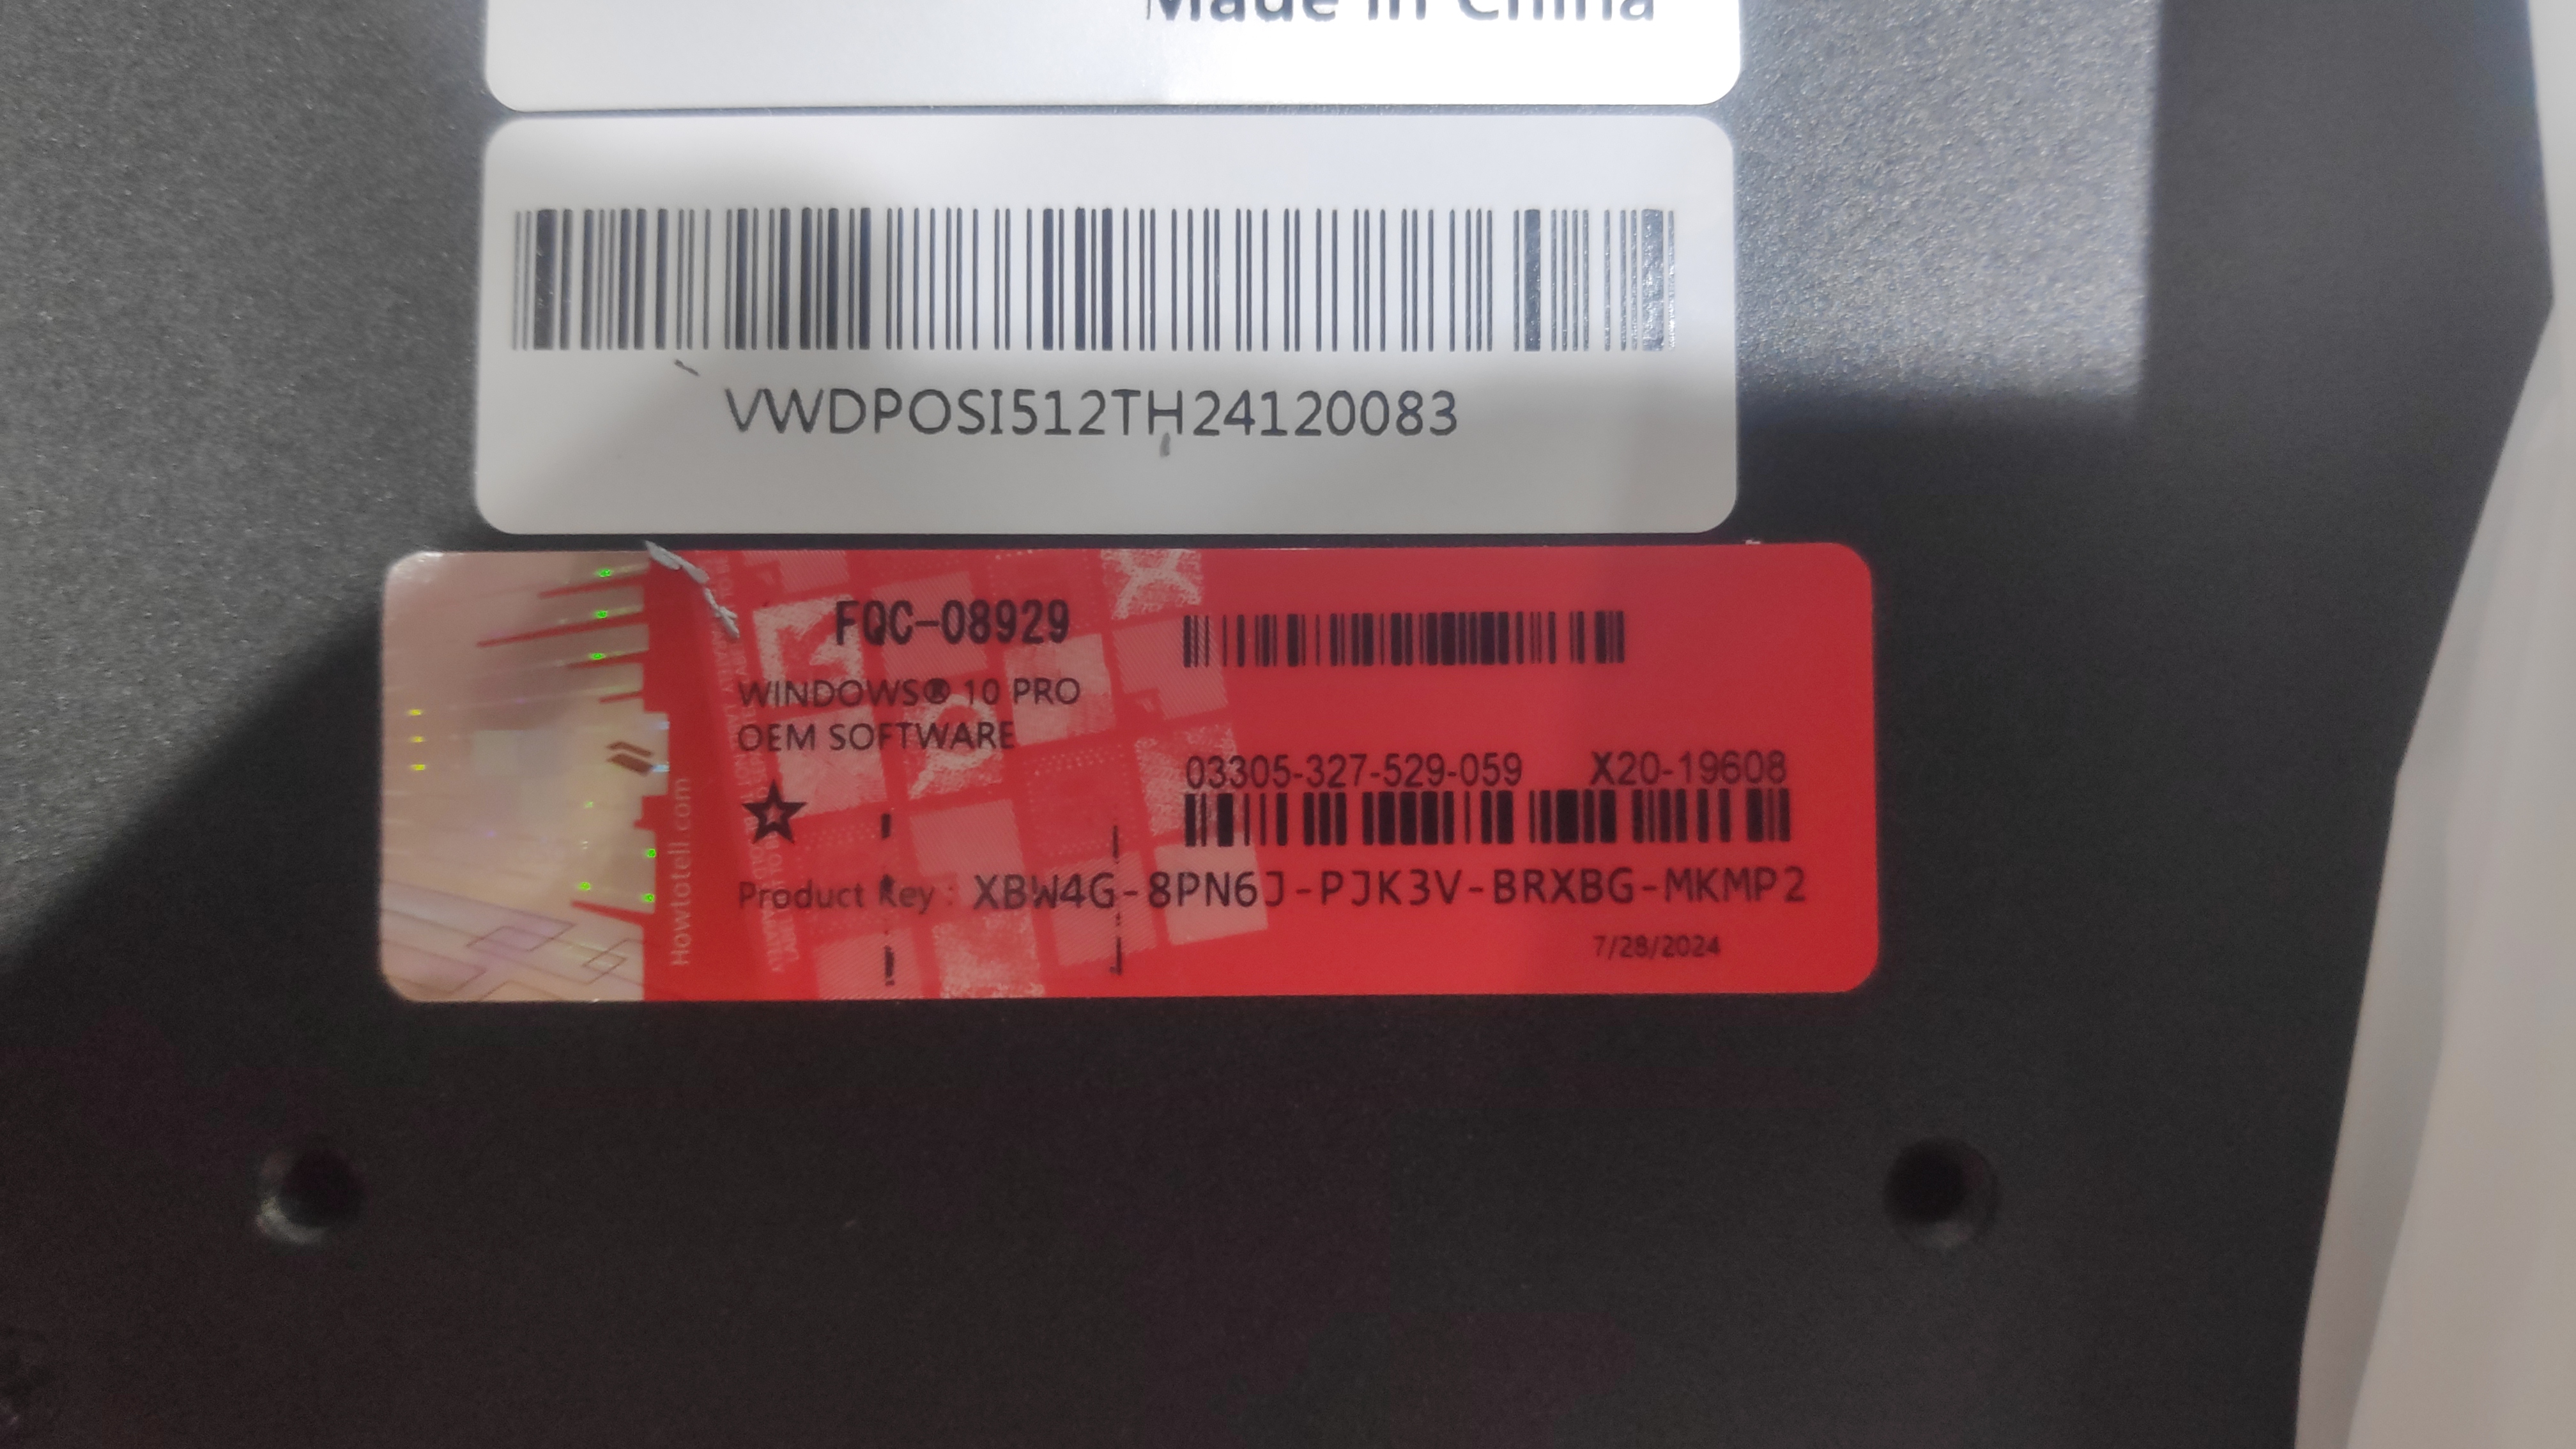 Made in China
VWDPOSI512TH24120083
FQC-08929
WINDOWS® 10 PRO
OEM SOFTWARE
03305-327-529-059 X20-19608
Product Key: XBW4G-8PN6J-PJK3V-BRXBG-MKMP2
7/28/2024
Howtotell.com